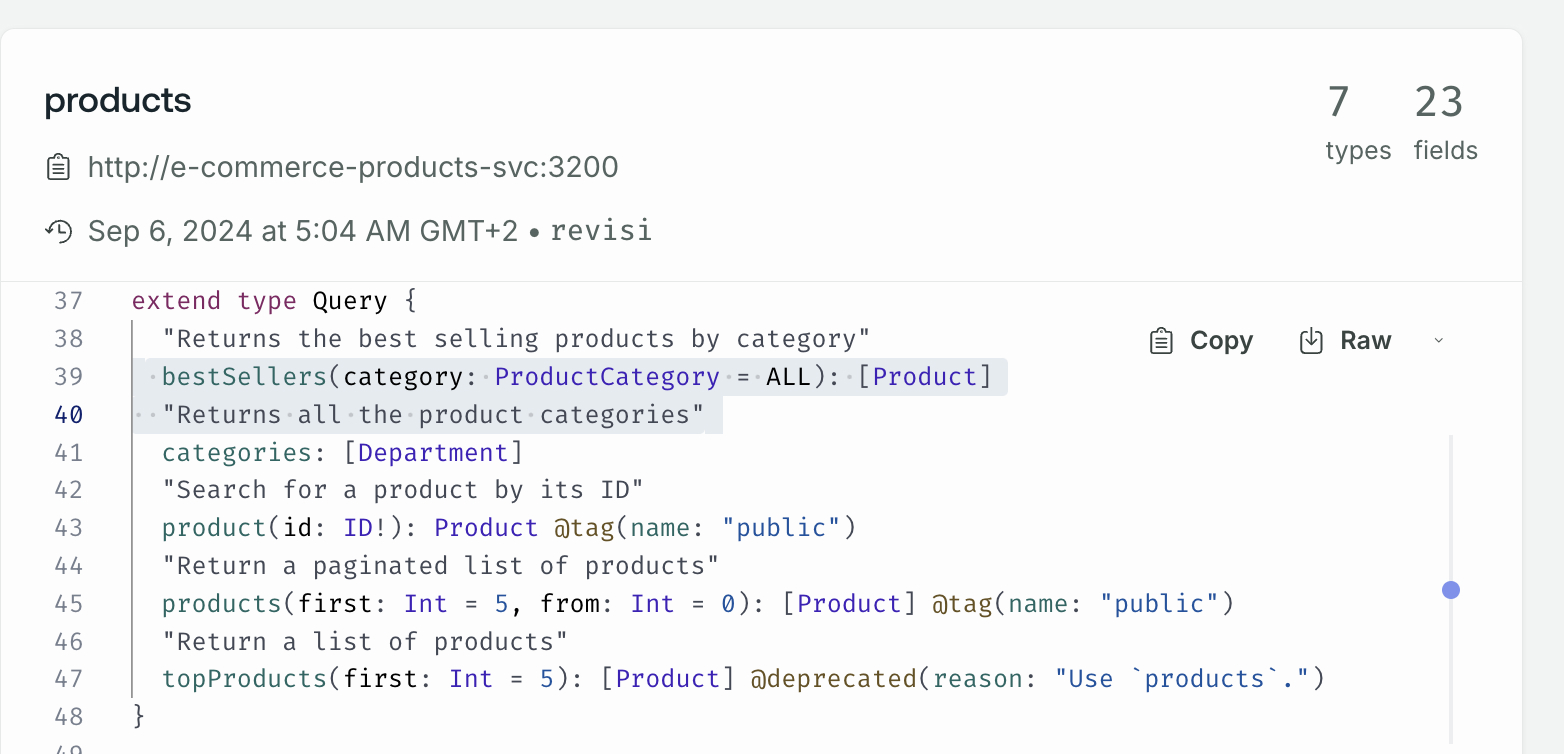 products
7 23
types fields
http://e-commerce-products-svc:3200
Sep 6, 2024 at 5:04 AM GMT+2 • revisi
37 extend type Query {
38 "Returns the best selling products by category"
Copy Raw
39 bestSellers(category: ProductCategory = ALL): [Product]
40 "Returns all the product categories"
41 categories: [Department]
42 "Search for a product by its ID"
43 product(id: ID!): Product @tag(name: "public")
44 "Return a paginated list of products"
45 products(first: Int = 5, from: Int = 0): [Product] @tag(name: "public")
46 "Return a list of products"
47 topProducts(first: Int = 5): [Product] @deprecated(reason: "Use `products`.")
48 }
49